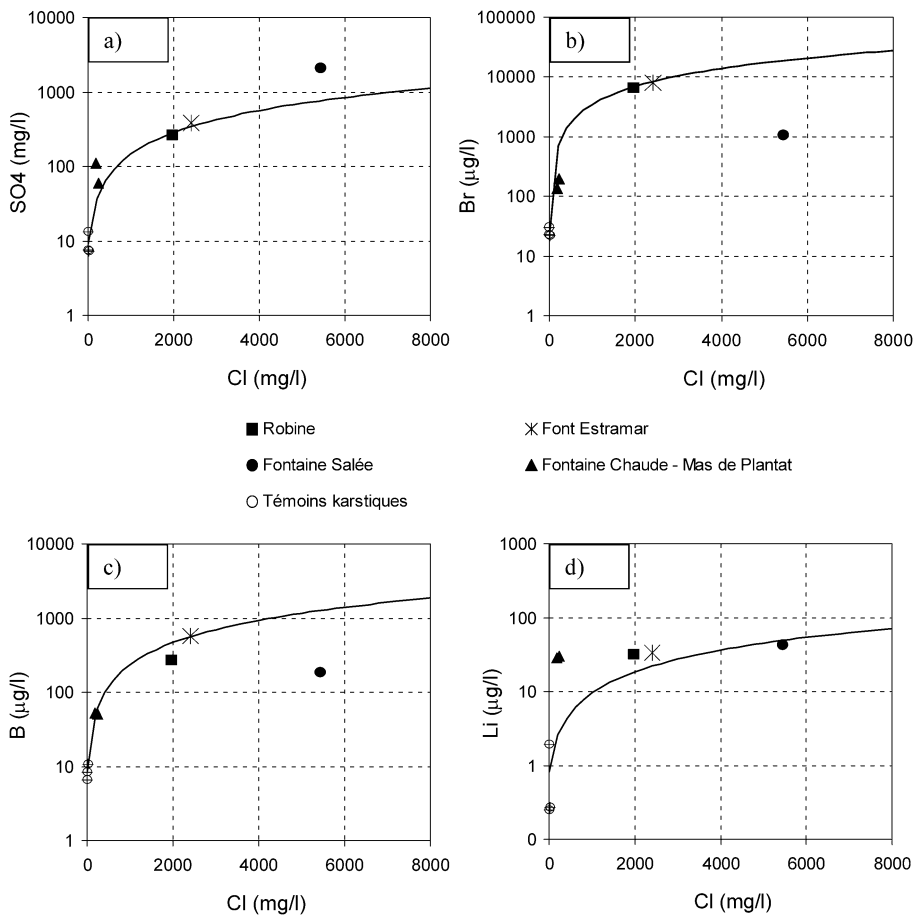 a)
10000
1000
100
10
1
SO4 (mg/l)
0 2000 4000 6000 8000
Cl (mg/l)
b)
100000
10000
1000
100
10
1
Br (µg/l)
0 2000 4000 6000 8000
Cl (mg/l)
Robine
Font Estramar
Fontaine Salée
Fontaine Chaude - Mas de Plantat
Témoins karstiques
c)
10000
1000
100
10
1
B (µg/l)
0 2000 4000 6000 8000
Cl (mg/l)
d)
1000
100
10
1
0
Li (µg/l)
0 2000 4000 6000 8000
Cl (mg/l)